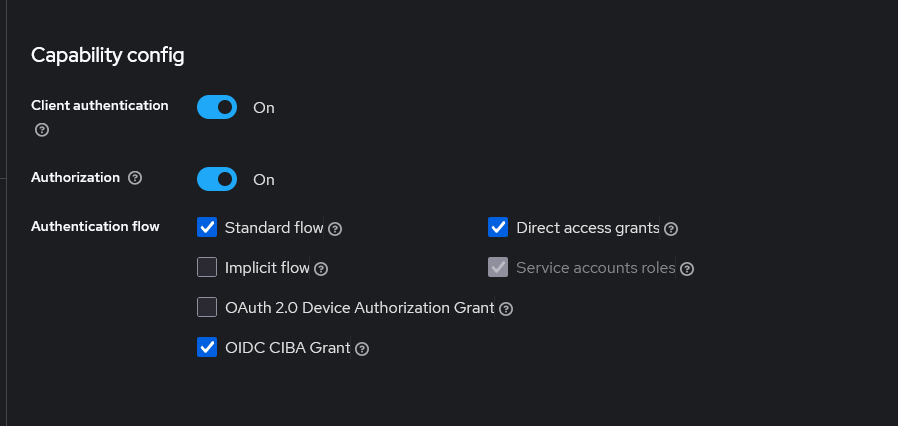 Capability config
Client authentication
On
Authorization
On
Authentication flow
Standard flow
Direct access grants
Implicit flow
Service accounts roles
OAuth 2.0 Device Authorization Grant
OIDC CIBA Grant